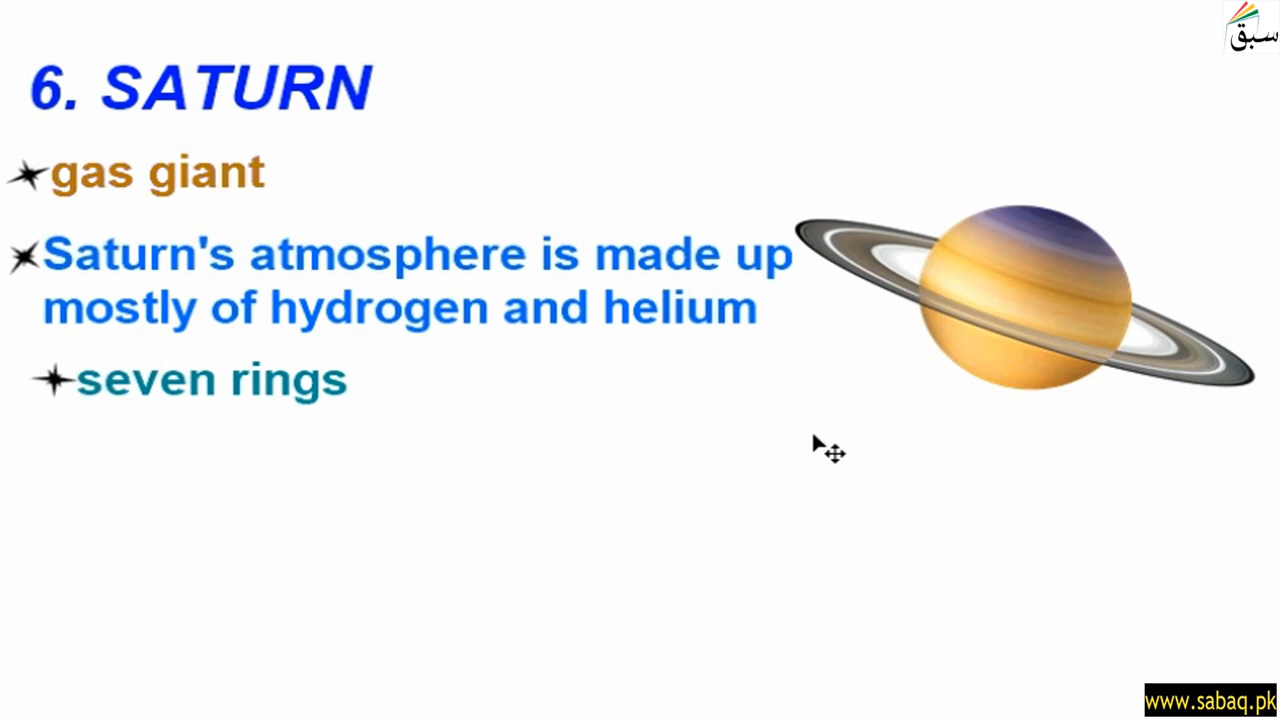 سبق
6. SATURN
gas giant
Saturn's atmosphere is made up
mostly of hydrogen and helium
seven rings
www.sabaq.pk